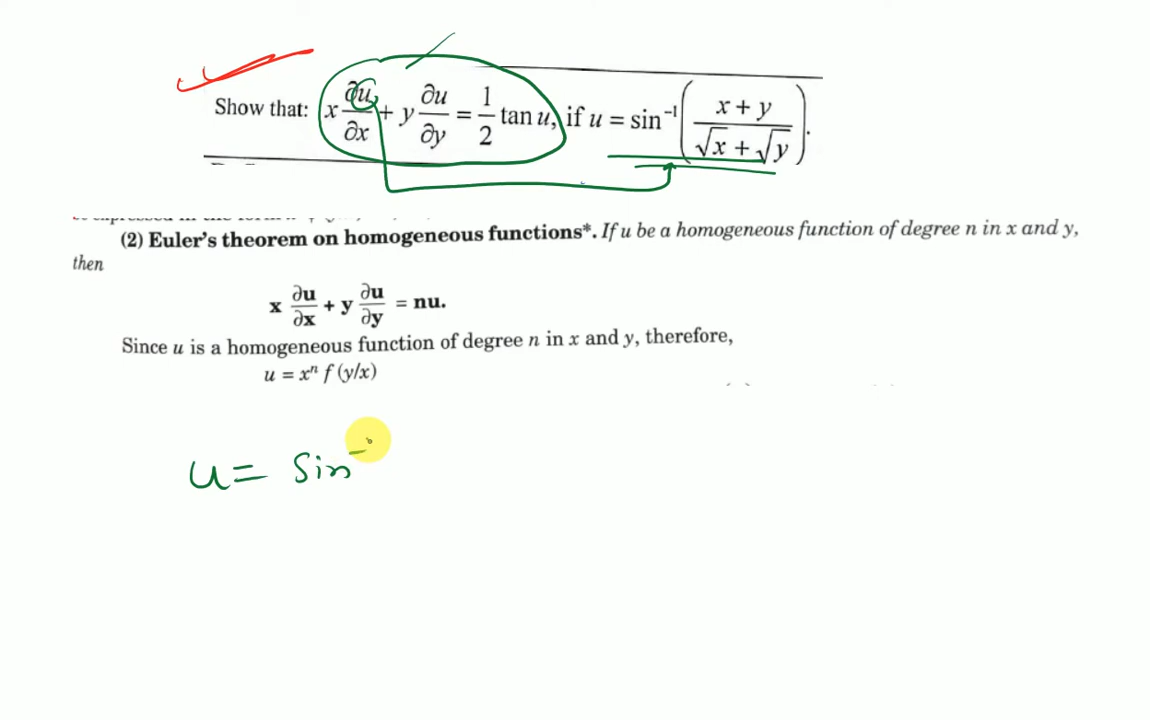 Show that: x ∂u/∂x + y ∂u/∂y = 1/2 tan u, if u = sin⁻¹ ( (x + y) / (√x + √y) ).
(2) Euler's theorem on homogeneous functions*. If u be a homogeneous function of degree n in x and y,
then
x ∂u/∂x + y ∂u/∂y = nu.
Since u is a homogeneous function of degree n in x and y, therefore,
u = xⁿ f (y/x)
u = sin⁻